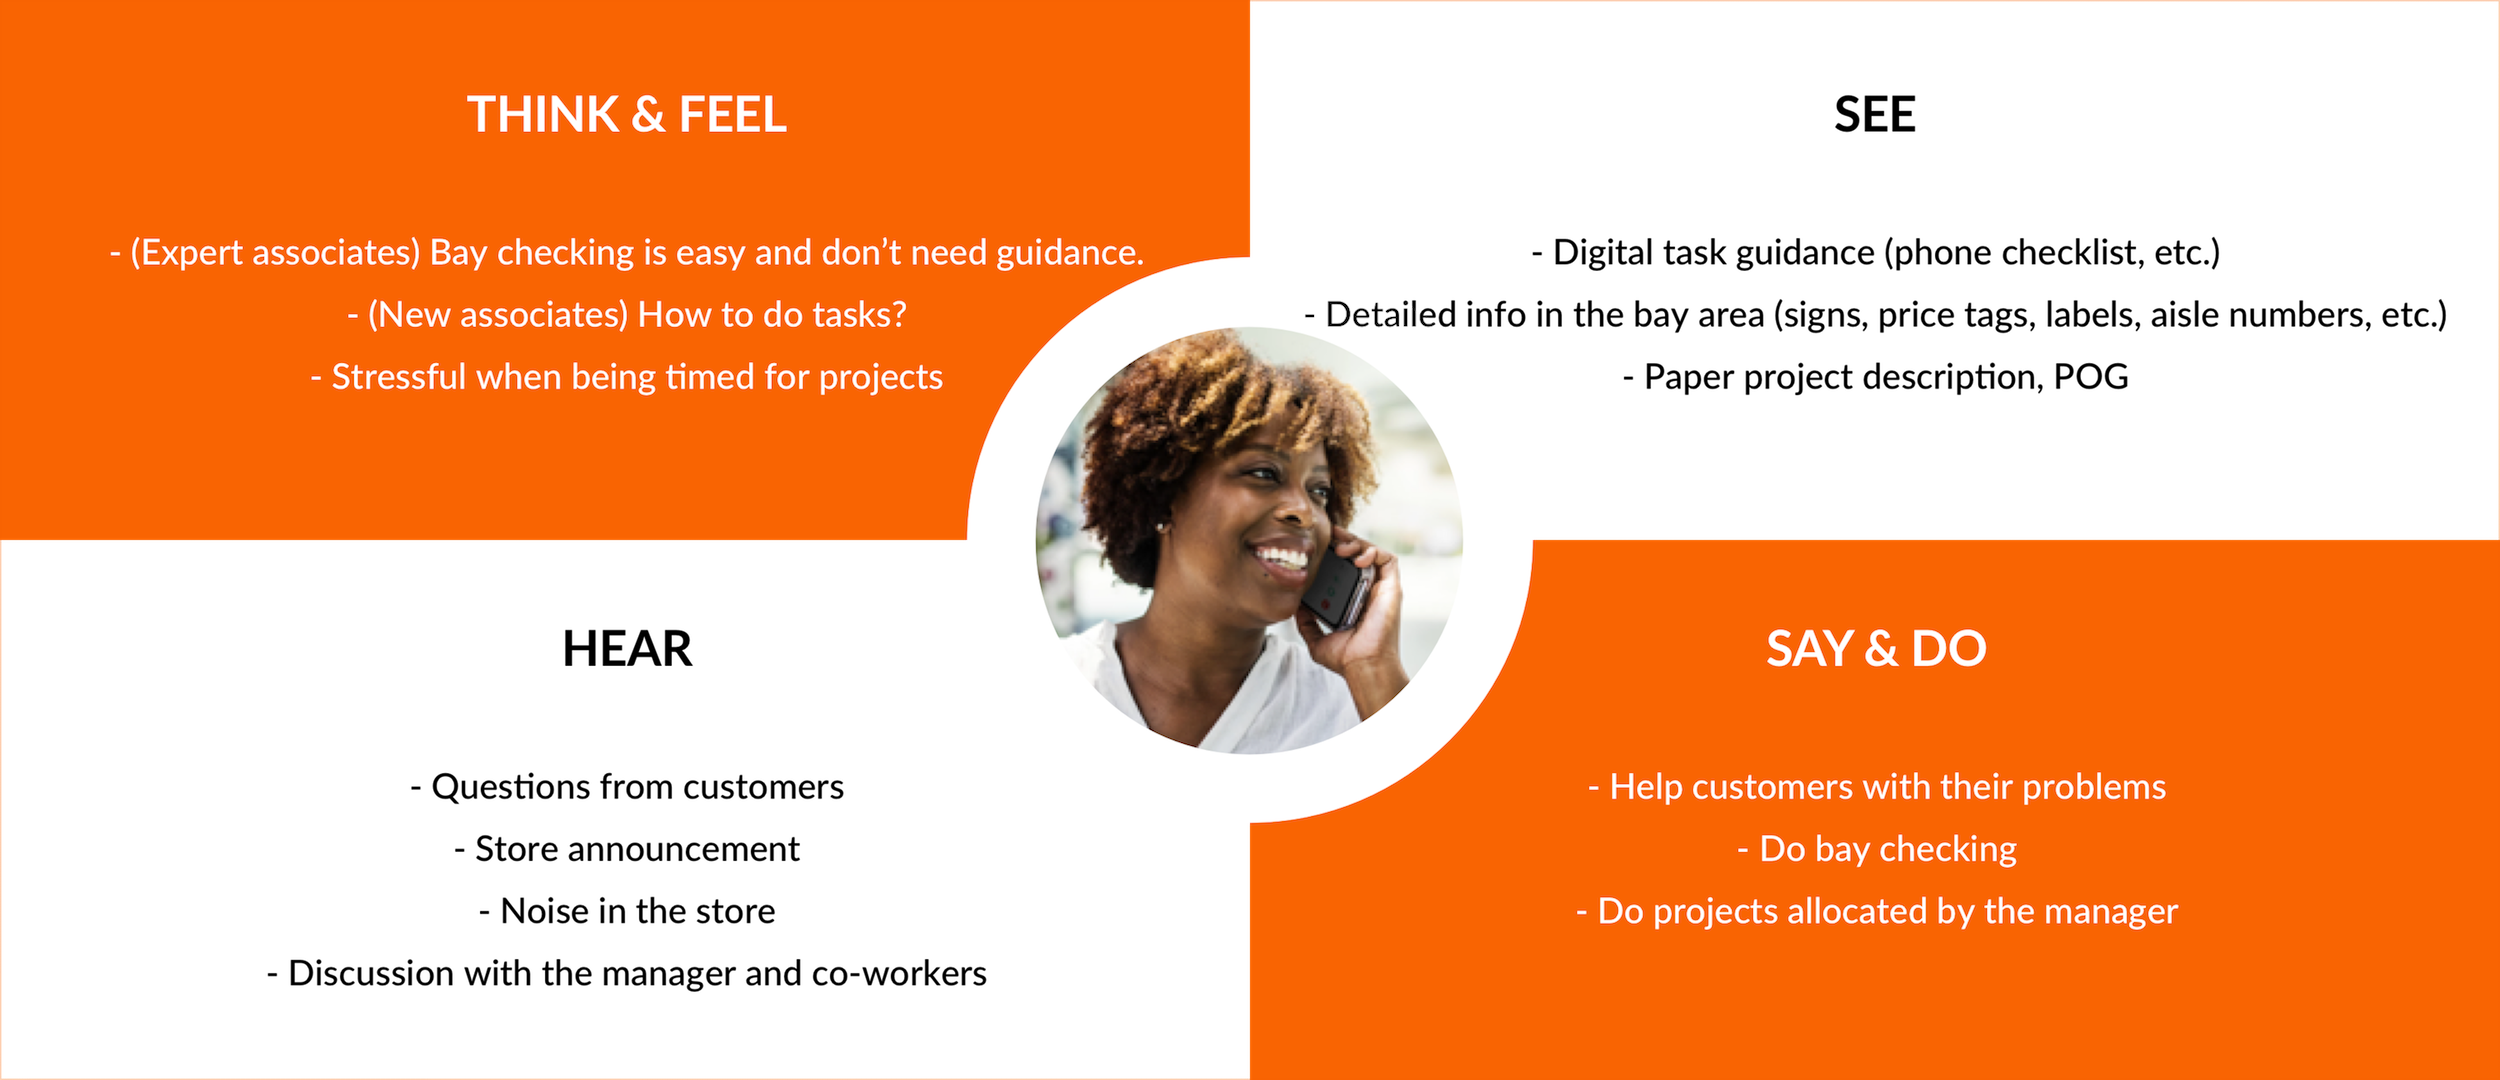 THINK & FEEL
- (Expert associates) Bay checking is easy and don’t need guidance.
- (New associates) How to do tasks?
- Stressful when being timed for projects
SEE
- Digital task guidance (phone checklist, etc.)
- Detailed info in the bay area (signs, price tags, labels, aisle numbers, etc.)
- Paper project description, POG
HEAR
- Questions from customers
- Store announcement
- Noise in the store
- Discussion with the manager and co-workers
SAY & DO
- Help customers with their problems
- Do bay checking
- Do projects allocated by the manager